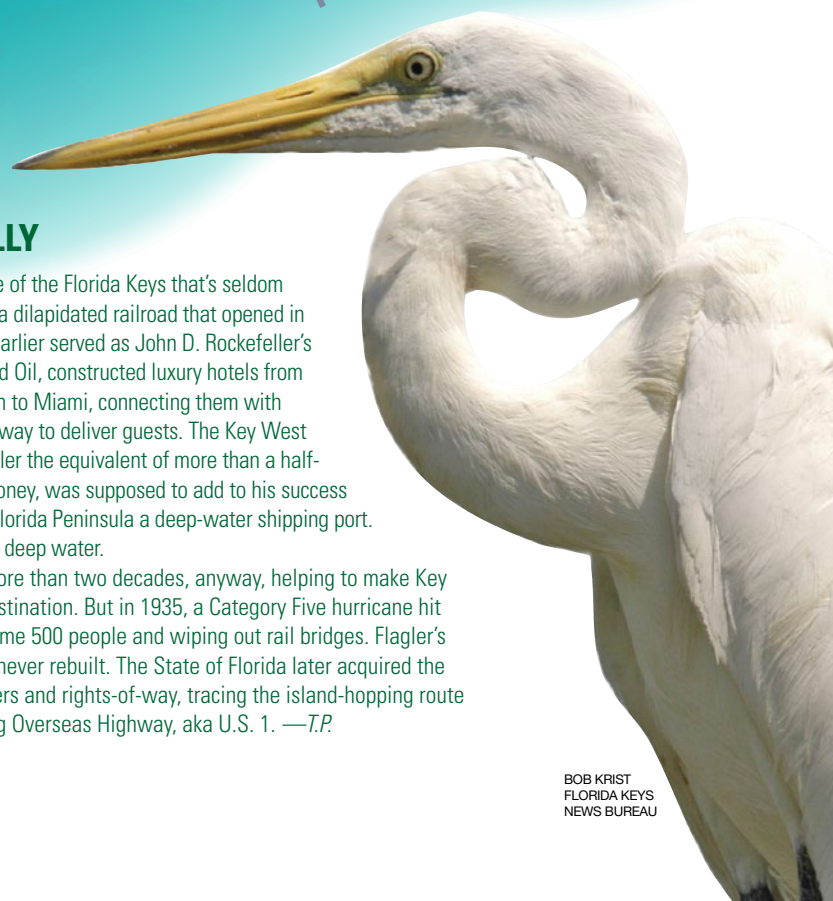 LLY
e of the Florida Keys that's seldom
a dilapidated railroad that opened in
arlier served as John D. Rockefeller's
d Oil, constructed luxury hotels from
n to Miami, connecting them with
way to deliver guests. The Key West
ler the equivalent of more than a half-
oney, was supposed to add to his success
lorida Peninsula a deep-water shipping port.
deep water.
ore than two decades, anyway, helping to make Key
stination. But in 1935, a Category Five hurricane hit
me 500 people and wiping out rail bridges. Flagler's
never rebuilt. The State of Florida later acquired the
ers and rights-of-way, tracing the island-hopping route
g Overseas Highway, aka U.S. 1. —T.P.
BOB KRIST
FLORIDA KEYS
NEWS BUREAU